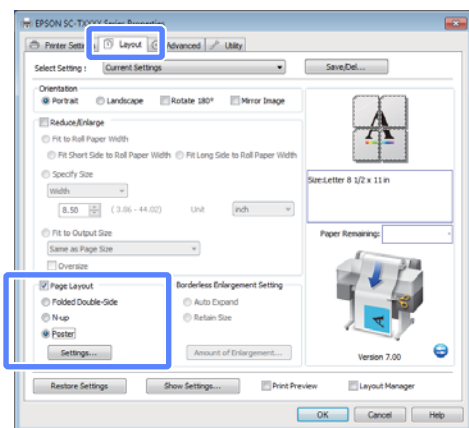 EPSON SC-TXXXX Series Properties
Printer Settings Layout Advanced Utility
Select Setting : Current Settings Save/Del...
Orientation
Portrait Landscape Rotate 180° Mirror Image
Reduce/Enlarge
Fit to Roll Paper Width
Fit Short Side to Roll Paper Width Fit Long Side to Roll Paper Width
Specify Size
Width
8.50 ( 3.86 - 44.02) Unit inch
Fit to Output Size
Same as Page Size
Oversize
A
Size:Letter 8 1/2 x 11 in
Paper Remaining: -
Page Layout
Folded Double-Side
N-up
Poster
Settings...
Borderless Enlargement Setting
Auto Expand
Retain Size
Amount of Enlargement...
A
Version 7.00
Restore Settings Show Settings... Print Preview Layout Manager
OK Cancel Help